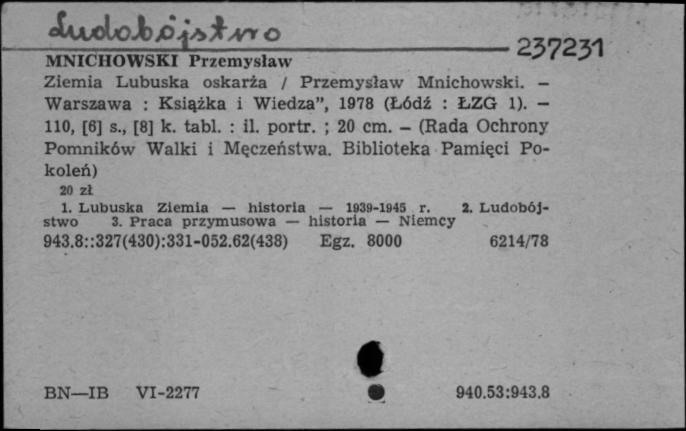 Ludobójstwo
237231
MNICHOWSKI Przemysław
Ziemia Lubuska oskarża / Przemysław Mnichowski. –
Warszawa : Książka i Wiedza”, 1978 (Łódź : ŁZG 1). –
110, [6] s., [8] k. tabl. : il. portr. ; 20 cm. – (Rada Ochrony
Pomników Walki i Męczeństwa. Biblioteka Pamięci Po-
koleń)
20 zł
1. Lubuska Ziemia — historia — 1939-1945 r. 2. Ludobój-
stwo 3. Praca przymusowa — historia — Niemcy
943.8::327(430):331-052.62(438) Egz. 8000 6214/78
BN—IB VI-2277 940.53:943.8